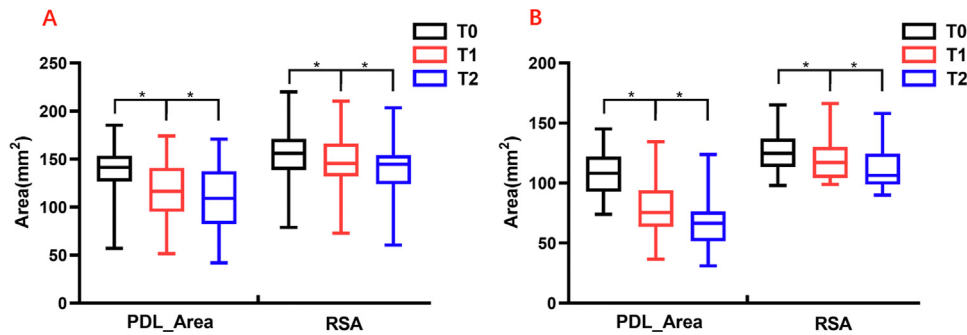 A
T0
T1
T2
Area(mm²)
250
200
150
100
50
0
* * * *
PDL_Area RSA
B
T0
T1
T2
Area(mm²)
200
150
100
50
0
* * * *
PDL_Area RSA